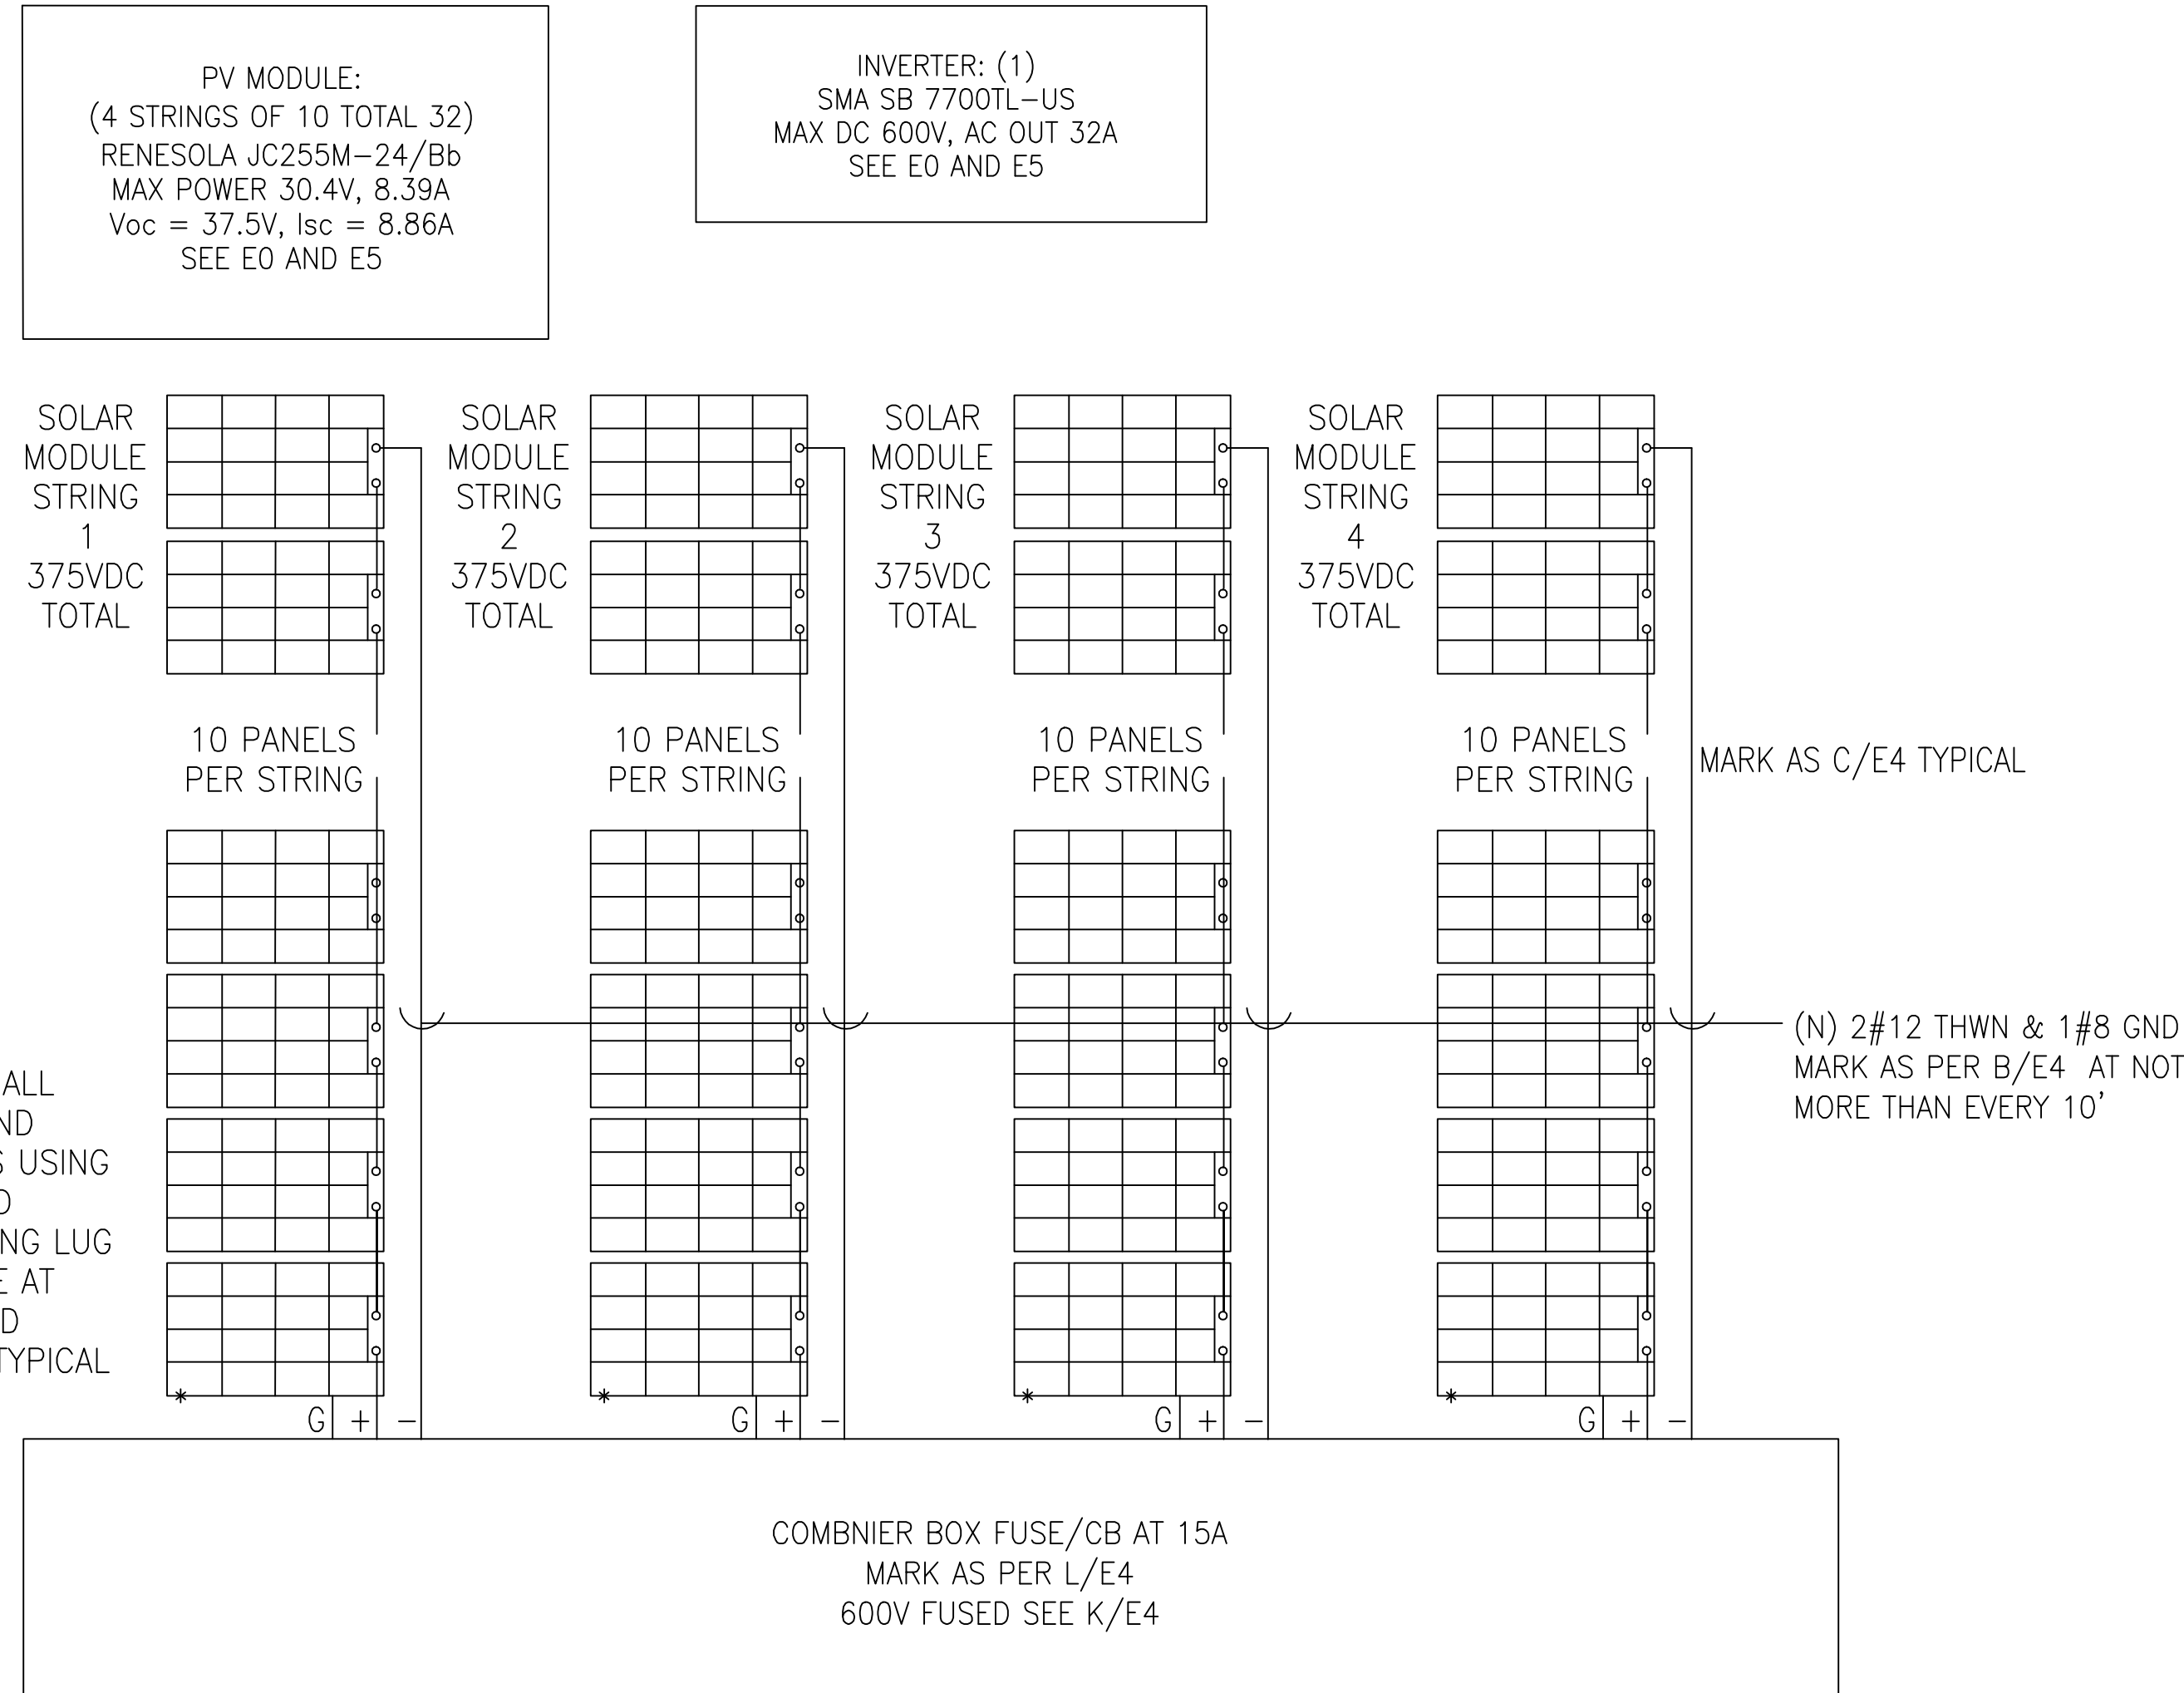 PV MODULE:
(4 STRINGS OF 10 TOTAL 32)
RENESOLA JC255M-24/Bb
MAX POWER 30.4V, 8.39A
Voc = 37.5V, Isc = 8.86A
SEE E0 AND E5
INVERTER: (1)
SMA SB 7700TL-US
MAX DC 600V, AC OUT 32A
SEE E0 AND E5
SOLAR
MODULE
STRING
1
375VDC
TOTAL
SOLAR
MODULE
STRING
2
375VDC
TOTAL
SOLAR
MODULE
STRING
3
375VDC
TOTAL
SOLAR
MODULE
STRING
4
375VDC
TOTAL
10 PANELS
PER STRING
10 PANELS
PER STRING
10 PANELS
PER STRING
10 PANELS
PER STRING
MARK AS C/E4 TYPICAL
(N) 2#12 THWN & 1#8 GND
MARK AS PER B/E4 AT NOT
MORE THAN EVERY 10'
ALL
ND
S USING
D
NG LUG
E AT
D
TYPICAL
* G + -
* G + -
* G + -
* G + -
COMBNIER BOX FUSE/CB AT 15A
MARK AS PER L/E4
600V FUSED SEE K/E4